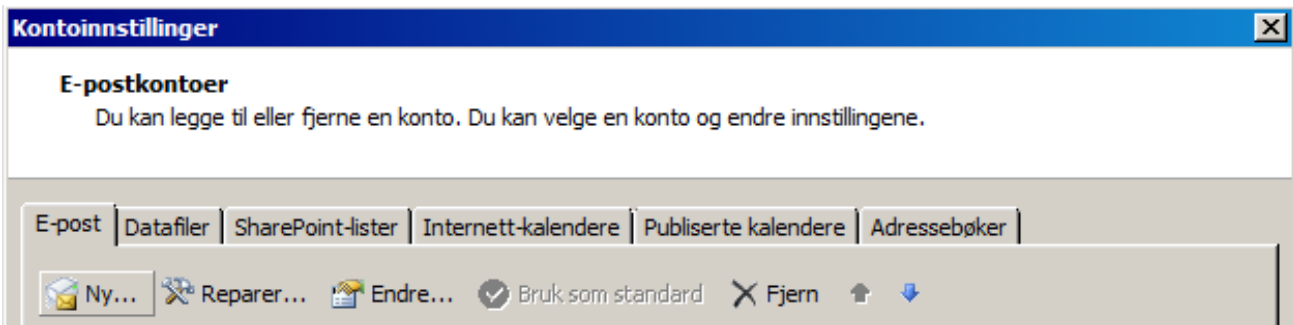 Kontoinnstillinger
E-postkontoer
Du kan legge til eller fjerne en konto. Du kan velge en konto og endre innstillingene.
E-post Datafiler SharePoint-lister Internett-kalendere Publiserte kalendere Adressebøker
Ny... Reparer... Endre... Bruk som standard Fjern